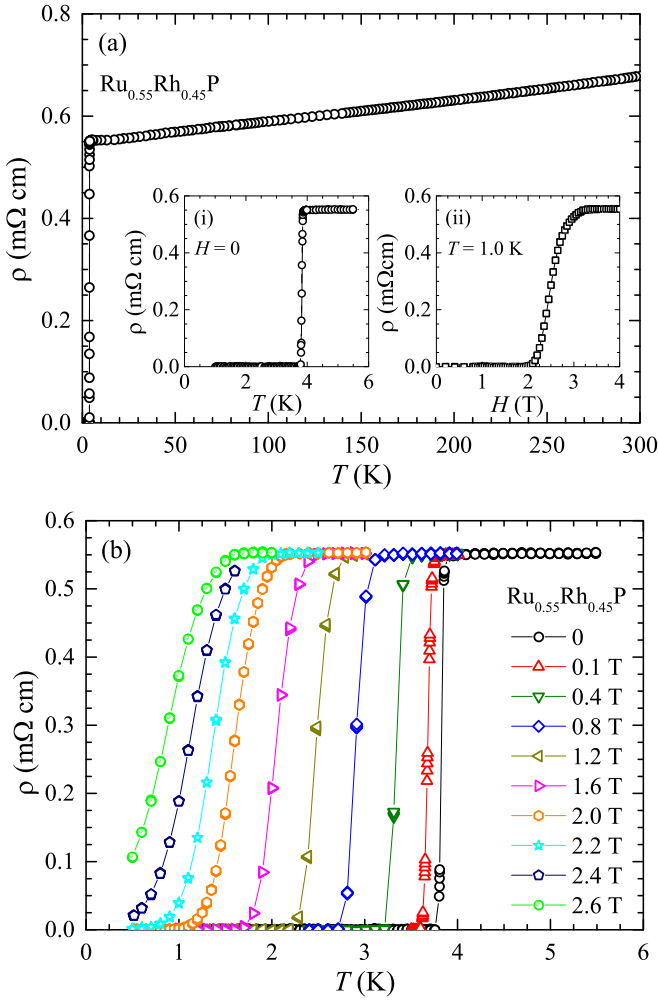 (a)
Ru0.55Rh0.45P
ρ (mΩ cm)
0.8
0.6
0.4
0.2
0.0
0 50 100 150 200 250 300
T (K)
(i)
H = 0
ρ (mΩ cm)
0.6
0.4
0.2
0.0
0 2 4 6
T (K)
(ii)
T = 1.0 K
ρ (mΩcm)
0.6
0.4
0.2
0.0
0 1 2 3 4
H (T)
(b)
ρ (mΩ cm)
0.6
0.5
0.4
0.3
0.2
0.1
0.0
0 1 2 3 4 5 6
T (K)
Ru0.55Rh0.45P
0
0.1 T
0.4 T
0.8 T
1.2 T
1.6 T
2.0 T
2.2 T
2.4 T
2.6 T